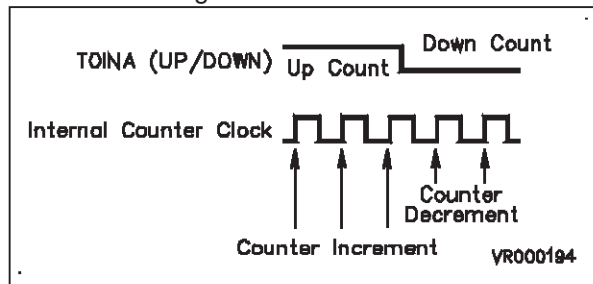 Down Count
TOINA (UP/DOWN)
Up Count
Internal Counter Clock
Counter
Decrement
Counter Increment
VR000194